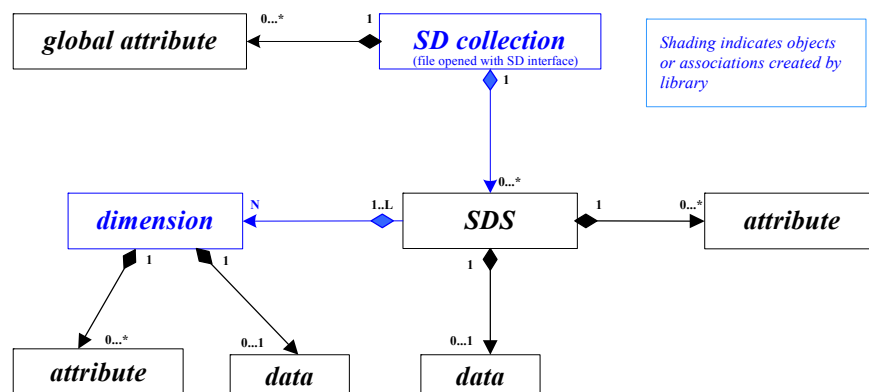 0...*
1
global attribute
SD collection
(file opened with SD interface)
Shading indicates objects
or associations created by
library
1
0...*
N
1..L
1
0...*
dimension
SDS
attribute
1
1
1
0...*
0...1
0...1
attribute
data
data